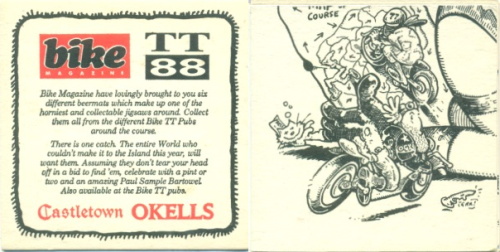 bike
MAGAZINE
TT
88
Bike Magazine have lovingly brought to you six
different beermats which make up one of the
horniest and collectable jigsaws around. Collect
them all from the different Bike TT Pubs
around the course.
There is one catch. The entire World who
couldn't make it to the Island this year, will
want them. Assuming they don't tear your head
off in a bid to find 'em, celebrate with a pint or
two and an amazing Paul Sample Bartowel.
Also available at the Bike TT pubs.
Castletown OKELLS
COURSE
77